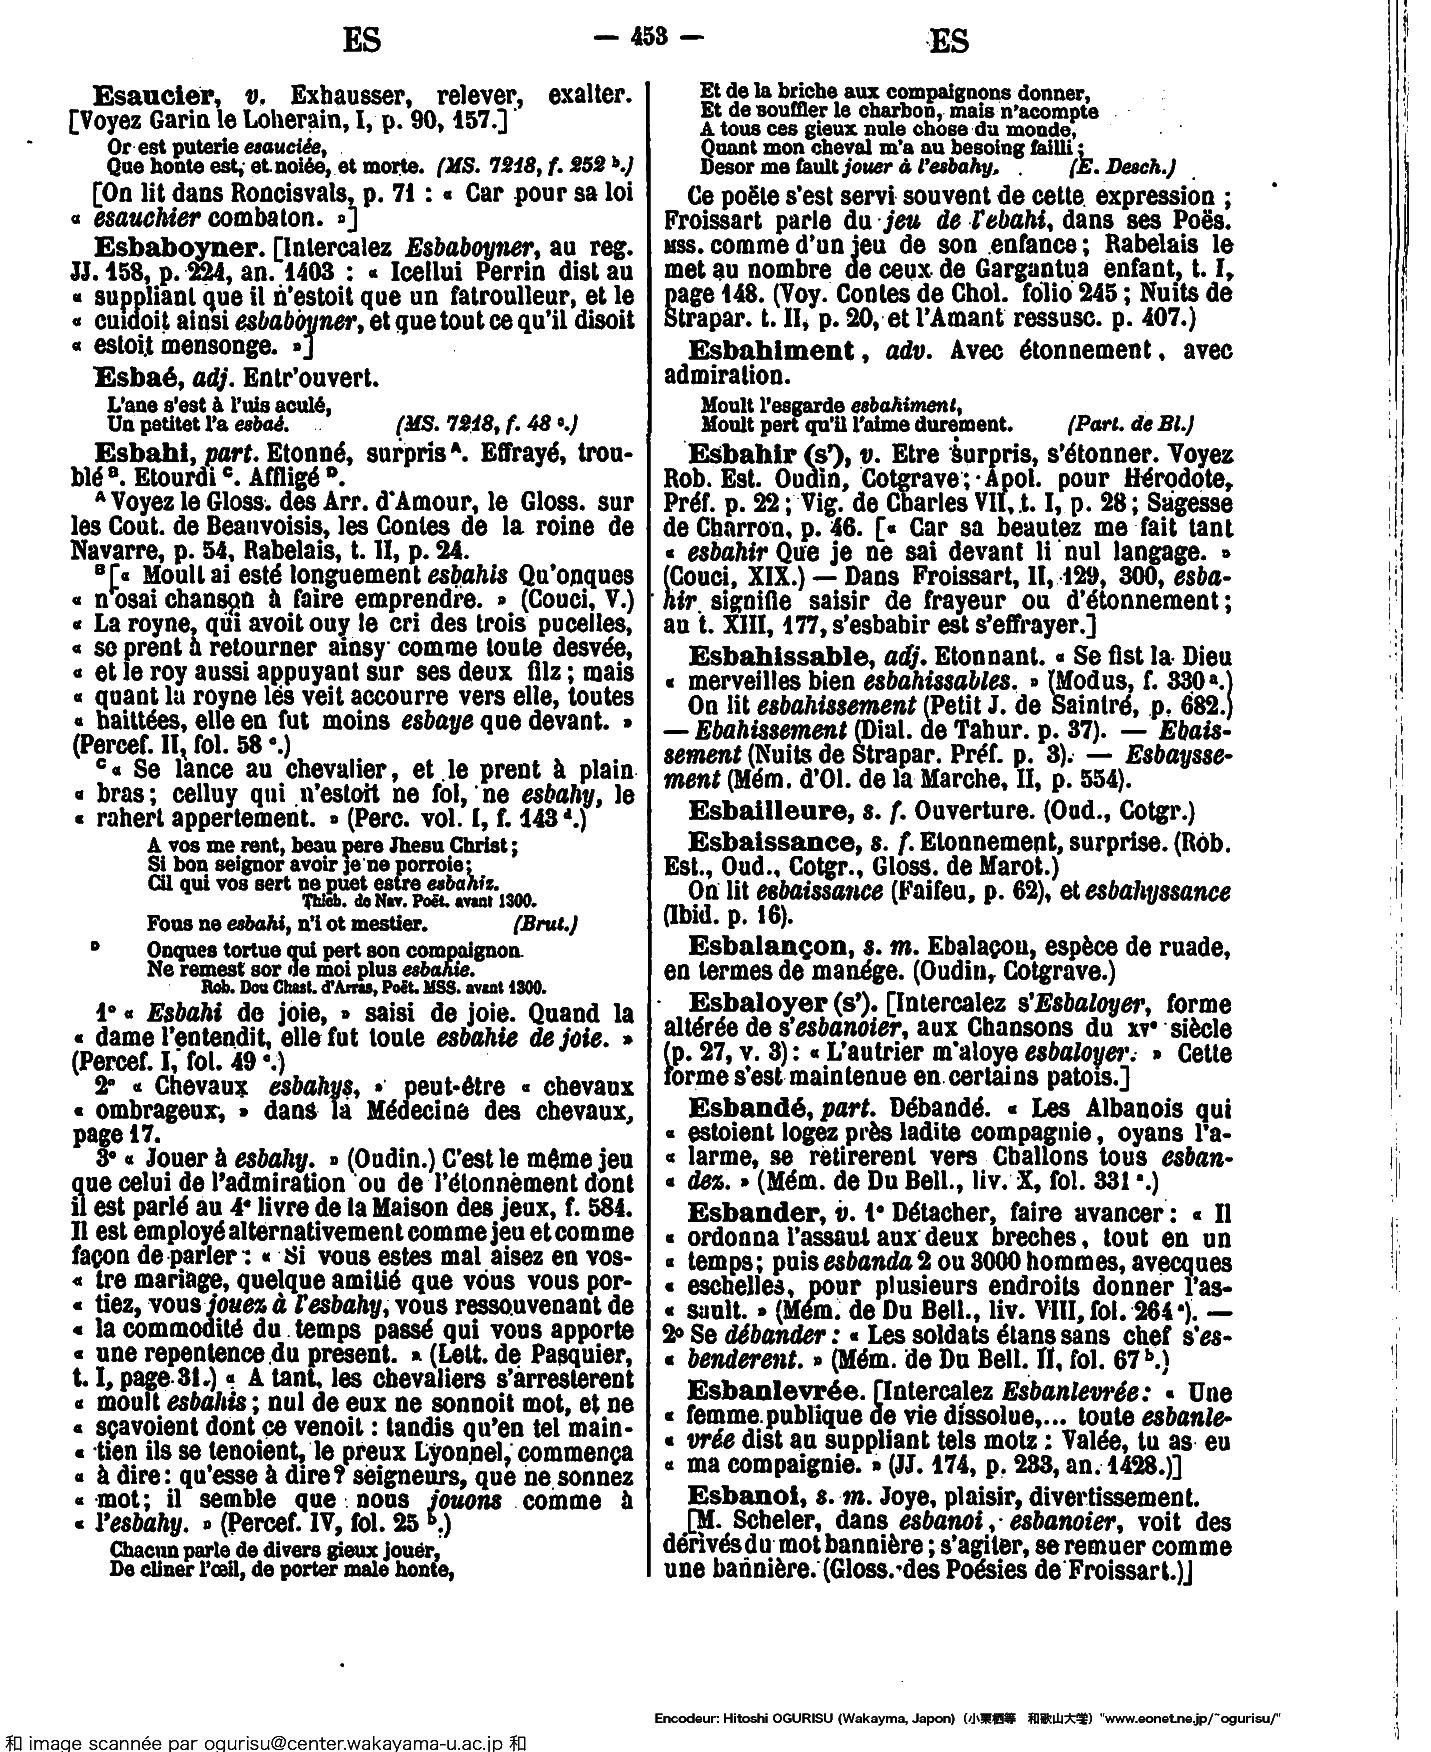 ES
— 453 —
ES
Esaucier, v. Exhausser, relever, exalter.
[Voyez Garin le Loherain, I, p. 90, 157.]
Or est puterie esauciée,
Que honte est, et noiée, et morte. (MS. 7218, f. 252 b.)
[On lit dans Roncisvals, p. 71 : « Car pour sa loi
« esauchier combaton. »]
Esbaboyner. [Intercalez Esbaboyner, au reg.
JJ. 158, p. 224, an. 1403 : « Icellui Perrin dist au
« suppliant que il n'estoit que un fatroulleur, et le
« cuidoit ainsi esbaboyner, et que tout ce qu'il disoit
« estoit mensonge. »]
Esbaé, adj. Entr'ouvert.
L'ane s'est à l'uis aculé,
Un petitet l'a esbaé. (MS. 7218, f. 48 c.)
Esbahi, part. Etonné, surpris A. Effrayé, trou-
blé B. Etourdi C. Affligé D.
A Voyez le Gloss. des Arr. d'Amour, le Gloss. sur
les Cout. de Beauvoisis, les Contes de la roine de
Navarre, p. 54, Rabelais, t. II, p. 24.
B [« Moult ai esté longuement esbahis Qu'onques
« n'osai chanson à faire emprendre. » (Couci, V.)
« La royne, qui avoit ouy le cri des trois pucelles,
« se prent à retourner ainsy comme toute desvée,
« et le roy aussi appuyant sur ses deux filz ; mais
« quant la royne les veit accourre vers elle, toutes
« haittées, elle en fut moins esbaye que devant. »
(Percef. II, fol. 58 c.)
C « Se lance au chevalier, et le prent à plain
« bras ; celluy qui n'estoit ne fol, ne esbahy, le
« rahert appertement. » (Perc. vol. I, f. 143 d.)
A vos me rent, beau pere Jhesu Christ ;
Si bon seignor avoir je ne porroie ;
Cil qui vos sert ne puet estre esbahiz.
Thieb. de Nav. Poët. avant 1300.
Fous ne esbahi, n'i ot mestier. (Brut.)
D Onques tortue qui pert son compaignon
Ne remest sor de moi plus esbahie.
Rob. Dou Chast. d'Arras, Poët. MSS. avant 1300.
1° « Esbahi de joie, » saisi de joie. Quand la
« dame l'entendit, elle fut toute esbahie de joie. »
(Percef. I, fol. 49 c.)
2° « Chevaux esbahys, » peut-être « chevaux
« ombrageux, » dans la Médecine des chevaux,
page 17.
3° « Jouer à esbahy. » (Oudin.) C'est le même jeu
que celui de l'admiration ou de l'étonnement dont
il est parlé au 4e livre de la Maison des jeux, f. 584.
Il est employé alternativement comme jeu et comme
façon de parler : « Si vous estes mal aisez en vos-
« tre mariage, quelque amitié que vous vous por-
« tiez, vous jouez à l'esbahy, vous ressouvenant de
« la commodité du temps passé qui vous apporte
« une repentence du present. » (Lett. de Pasquier,
t. I, page 31.) « A tant, les chevaliers s'arresterent
« moult esbahis ; nul de eux ne sonnoit mot, et ne
« sçavoient dont ce venoit : tandis qu'en tel main-
« tien ils se tenoient, le preux Lyonnel, commença
« à dire : qu'esse à dire ? seigneurs, que ne sonnez
« mot ; il semble que nous jouons comme à
« l'esbahy. » (Percef. IV, fol. 25 b.)
Chacun parle de divers gieux jouer,
De cliner l'œil, de porter male honte,
Et de la briche aux compaignons donner,
Et de souffler le charbon, mais n'acompte
A tous ces gieux nule chose du monde,
Quant mon cheval m'a au besoing failli ;
Desor me fault jouer à l'esbahy. (E. Desch.)
Ce poëte s'est servi souvent de cette expression ;
Froissart parle du jeu de l'ebahi, dans ses Poës.
MSS. comme d'un jeu de son enfance ; Rabelais le
met au nombre de ceux de Gargantua enfant, t. I,
page 148. (Voy. Contes de Chol. folio 245 ; Nuits de
Strapar. t. II, p. 20, et l'Amant ressusc. p. 407.)
Esbahiment, adv. Avec étonnement, avec
admiration.
Moult l'esgarde esbahiment,
Moult pert qu'il l'aime durement. (Part. de Bl.)
Esbahir (s'), v. Etre surpris, s'étonner. Voyez
Rob. Est. Oudin, Cotgrave ; Apol. pour Hérodote,
Préf. p. 22 ; Vig. de Charles VII, t. I, p. 28 ; Sagesse
de Charron, p. 46. [« Car sa beautez me fait tant
« esbahir Que je ne sai devant li nul langage. »
(Couci, XIX.) — Dans Froissart, II, 129, 300, esba-
hir signifie saisir de frayeur ou d'étonnement ;
au t. XIII, 177, s'esbahir est s'effrayer.]
Esbahissable, adj. Etonnant. « Se fist la Dieu
« merveilles bien esbahissables. » (Modus, f. 330 a.)
On lit esbahissement (Petit J. de Saintré, p. 682.)
— Ebahissement (Dial. de Tahur. p. 37). — Ebais-
sement (Nuits de Strapar. Préf. p. 3). — Esbaysse-
ment (Mém. d'Ol. de la Marche, II, p. 554).
Esbailleure, s. f. Ouverture. (Oud., Cotgr.)
Esbaissance, s. f. Etonnement, surprise. (Rob.
Est., Oud., Cotgr., Gloss. de Marot.)
On lit esbaissance (Faifeu, p. 62), et esbahyssance
(Ibid. p. 16).
Esbalançon, s. m. Ebalaçou, espèce de ruade,
en termes de manége. (Oudin, Cotgrave.)
Esbaloyer (s'). [Intercalez s'Esbaloyer, forme
altérée de s'esbanoier, aux Chansons du XVe siècle
(p. 27, v. 3) : « L'autrier m'aloye esbaloyer. » Cette
forme s'est maintenue en certains patois.]
Esbandé, part. Débandé. « Les Albanois qui
« estoient logez près ladite compagnie, oyans l'a-
« larme, se retirerent vers Challons tous esban-
« dez. » (Mém. de Du Bell., liv. X, fol. 331 a.)
Esbander, v. 1° Détacher, faire avancer : « Il
« ordonna l'assaut aux deux breches, tout en un
« temps ; puis esbanda 2 ou 3000 hommes, avecques
« eschelles, pour plusieurs endroits donner l'as-
« sault. » (Mém. de Du Bell., liv. VIII, fol. 264 a). —
2° Se débander : « Les soldats étans sans chef s'es-
« benderent. » (Mém. de Du Bell. II, fol. 67 b.)
Esbanlevrée. [Intercalez Esbanlevrée : « Une
« femme publique de vie dissolue,... toute esbanle-
« vrée dist au suppliant tels motz : Valée, tu as eu
« ma compaignie. » (JJ. 174, p. 233, an. 1428.)]
Esbanoi, s. m. Joye, plaisir, divertissement.
[M. Scheler, dans esbanoi, esbanoier, voit des
dérivés du mot bannière ; s'agiter, se remuer comme
une bannière. (Gloss. des Poésies de Froissart.)]
Encodeur: Hitoshi OGURISU (Wakayma, Japon) (小栗栖等 和歌山大学) "www.eonet.ne.jp/~ogurisu/"
和 image scannée par ogurisu@center.wakayama-u.ac.jp 和